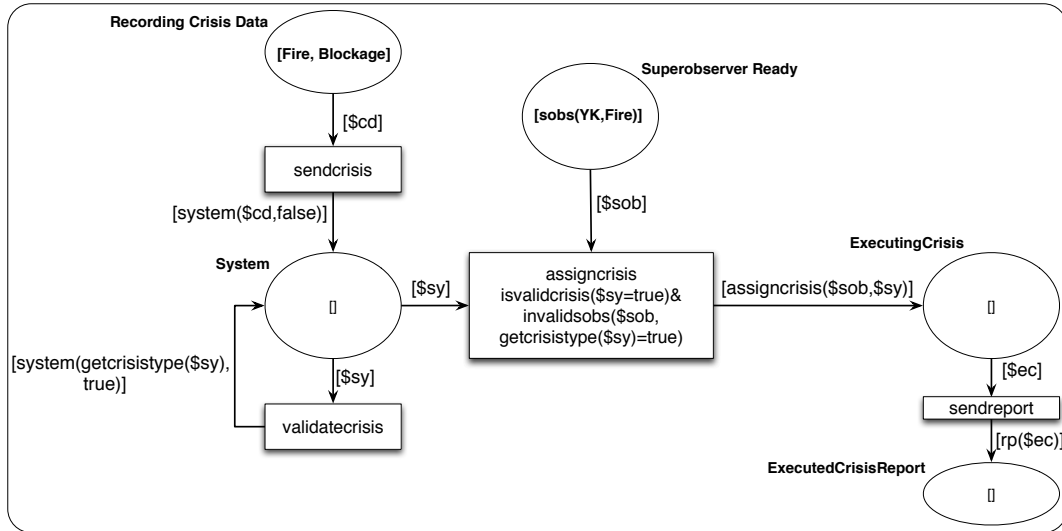 Recording Crisis Data
[Fire, Blockage]
Superobserver Ready
[sobs(YK,Fire)]
[$cd]
sendcrisis
[system($cd,false)]
[$sob]
System
[]
[$sy]
assigncrisis
isvalidcrisis($sy=true)&
invalidsobs($sob,
getcrisistype($sy)=true)
[assigncrisis($sob,$sy)]
ExecutingCrisis
[]
[system(getcrisistype($sy),
true)]
[$sy]
validatecrisis
[$ec]
sendreport
[rp($ec)]
ExecutedCrisisReport
[]